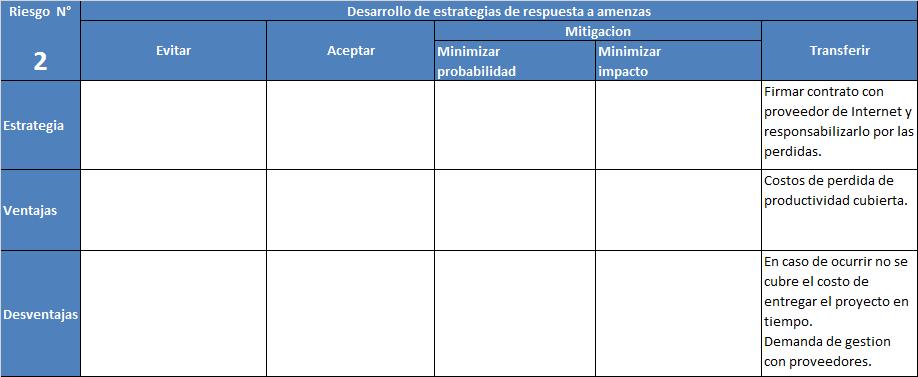 Riesgo N°
2
Desarrollo de estrategias de respuesta a amenzas
Evitar
Aceptar
Mitigacion
Minimizar
probabilidad
Minimizar
impacto
Transferir
Estrategia
Firmar contrato con
proveedor de Internet y
responsabilizarlo por las
perdidas.
Ventajas
Costos de perdida de
productividad cubierta.
Desventajas
En caso de ocurrir no se
cubre el costo de
entregar el proyecto en
tiempo.
Demanda de gestion
con proveedores.